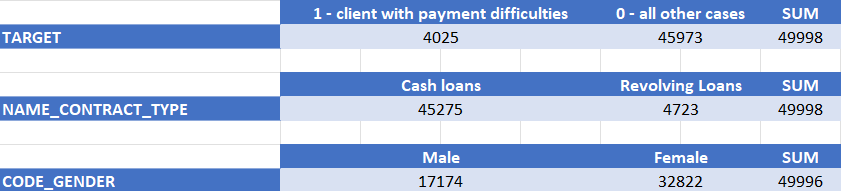 1 - client with payment difficulties 0 - all other cases SUM
TARGET 4025 45973 49998
Cash loans Revolving Loans SUM
NAME_CONTRACT_TYPE 45275 4723 49998
Male Female SUM
CODE_GENDER 17174 32822 49996